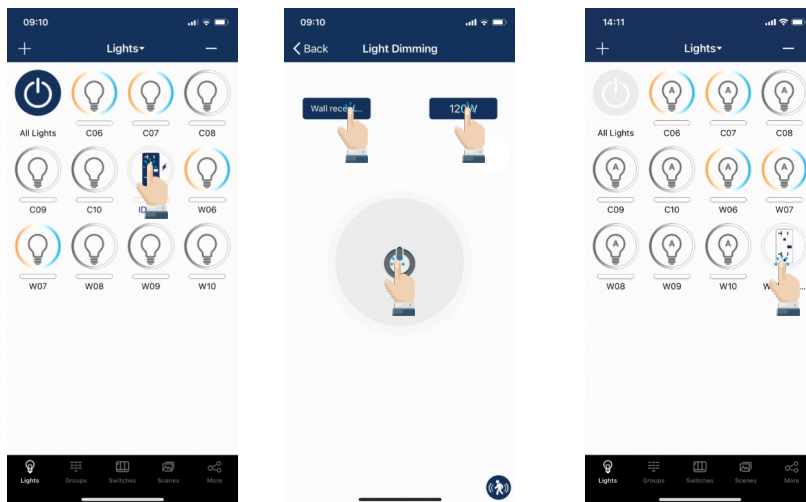 09:10
Lights
All Lights
C06
C07
C08
C09
C10
W06
W07
W08
W09
W10
Lights
Groups
Switches
Scenes
More
09:10
Back
Light Dimming
120W
14:11
Lights
All Lights
C06
C07
C08
C09
C10
W06
W07
W08
W09
W10
Lights
Groups
Switches
Scenes
More